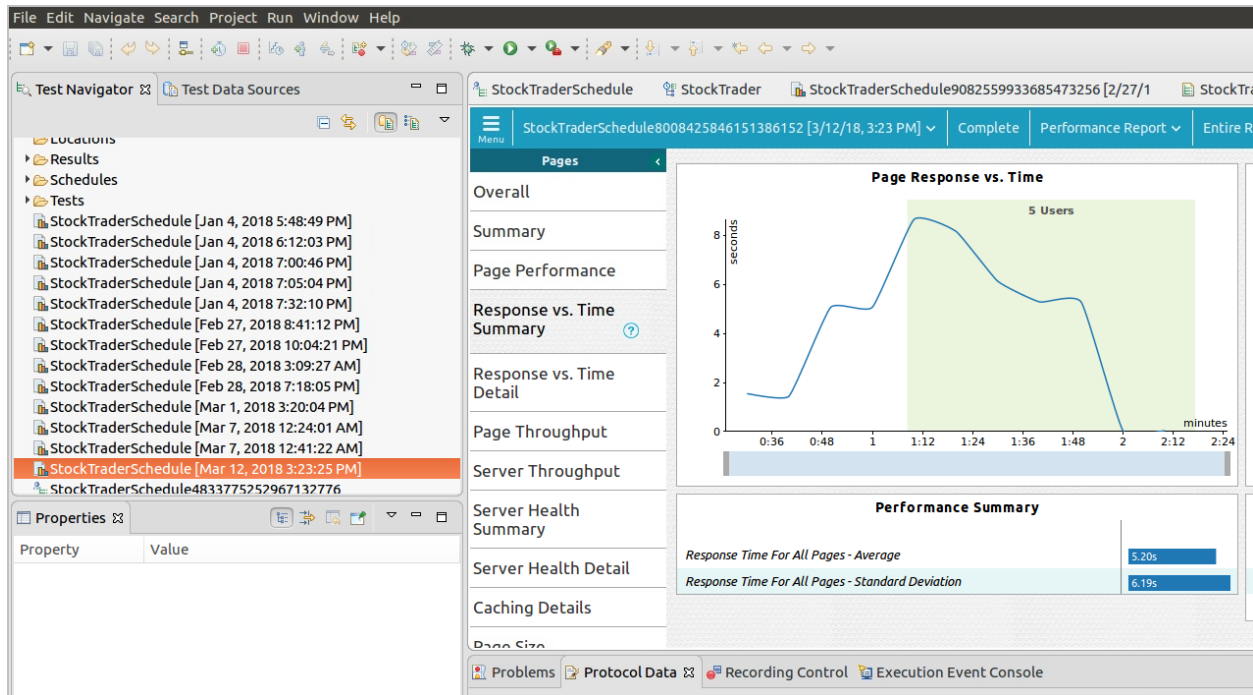 File Edit Navigate Search Project Run Window Help
Test Navigator
Test Data Sources
Locations
Results
Schedules
Tests
StockTraderSchedule [Jan 4, 2018 5:48:49 PM]
StockTraderSchedule [Jan 4, 2018 6:12:03 PM]
StockTraderSchedule [Jan 4, 2018 7:00:46 PM]
StockTraderSchedule [Jan 4, 2018 7:05:04 PM]
StockTraderSchedule [Jan 4, 2018 7:32:10 PM]
StockTraderSchedule [Feb 27, 2018 8:41:12 PM]
StockTraderSchedule [Feb 27, 2018 10:04:21 PM]
StockTraderSchedule [Feb 28, 2018 3:09:27 AM]
StockTraderSchedule [Feb 28, 2018 7:18:05 PM]
StockTraderSchedule [Mar 1, 2018 3:20:04 PM]
StockTraderSchedule [Mar 7, 2018 12:24:01 AM]
StockTraderSchedule [Mar 7, 2018 12:41:22 AM]
StockTraderSchedule [Mar 12, 2018 3:23:25 PM]
StockTraderSchedule4833775252967132776
Properties
Property Value
StockTraderSchedule StockTrader StockTraderSchedule9082559933685473256 [2/27/1 StockTra
Menu
StockTraderSchedule8008425846151386152 [3/12/18, 3:23 PM] Complete Performance Report Entire R
Pages
Overall
Summary
Page Performance
Response vs. Time
Summary ?
Response vs. Time
Detail
Page Throughput
Server Throughput
Server Health
Summary
Server Health Detail
Caching Details
Page Size
Page Response vs. Time
5 Users
seconds
8
6
4
2
0
minutes
0:36 0:48 1 1:12 1:24 1:36 1:48 2 2:12 2:24
Performance Summary
Response Time For All Pages - Average 5.20s
Response Time For All Pages - Standard Deviation 6.19s
Problems Protocol Data Recording Control Execution Event Console